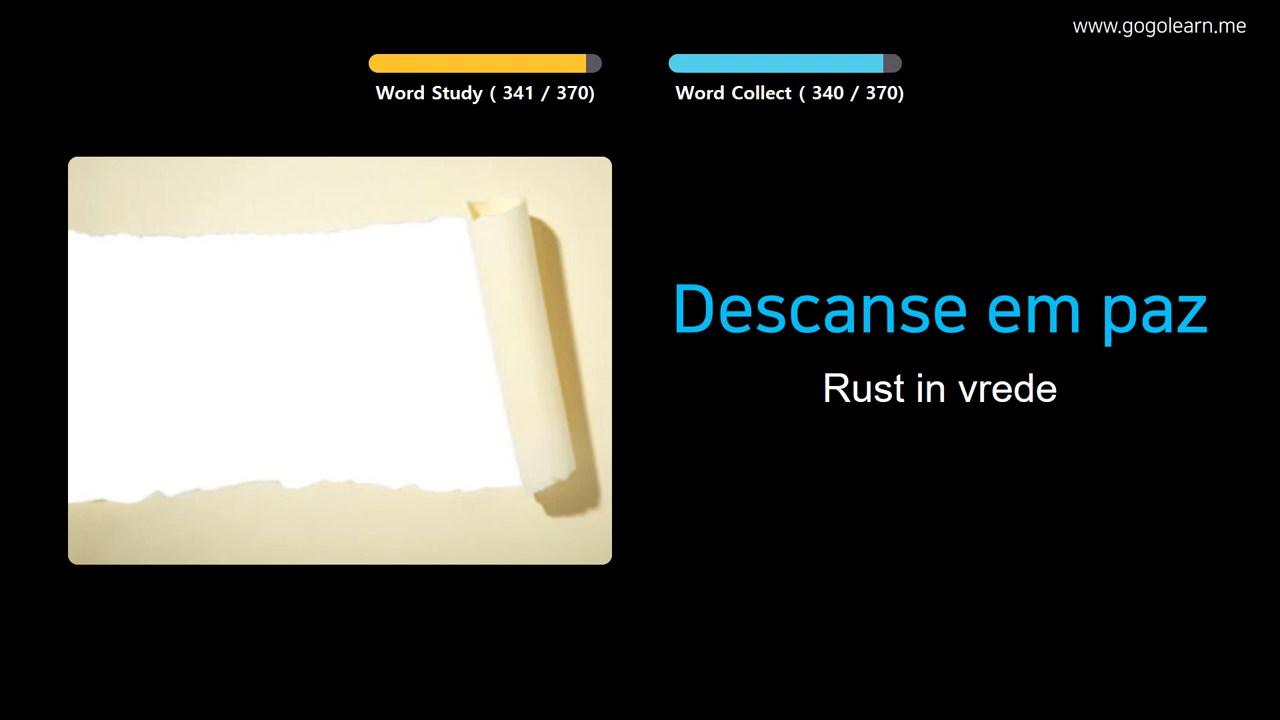 www.gogolearn.me
Word Study ( 341 / 370)
Word Collect ( 340 / 370)
Descanse em paz
Rust in vrede